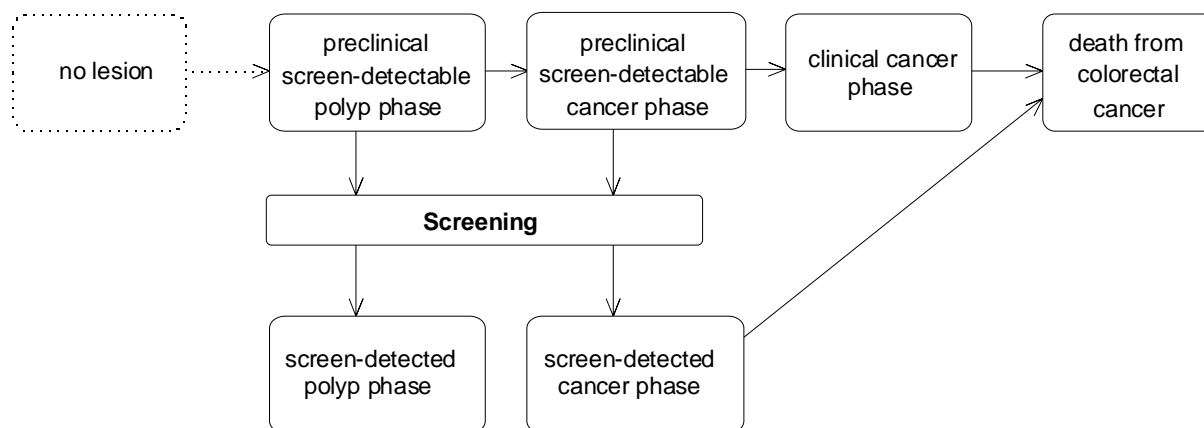 no lesion
preclinical
screen-detectable
polyp phase
preclinical
screen-detectable
cancer phase
clinical cancer
phase
death from
colorectal
cancer
Screening
screen-detected
polyp phase
screen-detected
cancer phase